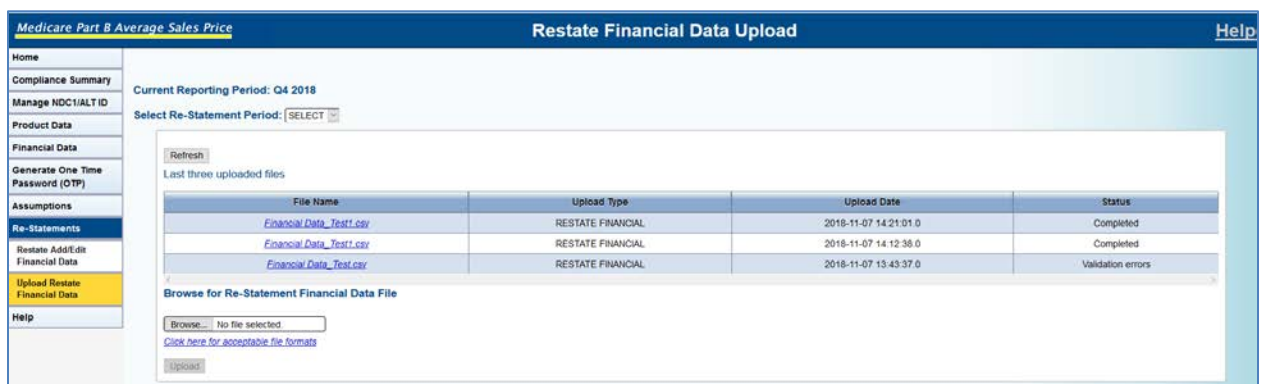 Medicare Part B Average Sales Price
Restate Financial Data Upload
Help
Home
Compliance Summary
Manage NDC1/ALT ID
Product Data
Financial Data
Generate One Time
Password (OTP)
Assumptions
Re-Statements
Restate Add/Edit
Financial Data
Upload Restate
Financial Data
Help
Current Reporting Period: Q4 2018
Select Re-Statement Period: SELECT
Refresh
Last three uploaded files
File Name Upload Type Upload Date Status
Financial Data_Test1.csv RESTATE FINANCIAL 2018-11-07 14:21:01.0 Completed
Financial Data_Test1.csv RESTATE FINANCIAL 2018-11-07 14:12:38.0 Completed
Financial Data_Test.csv RESTATE FINANCIAL 2018-11-07 13:43:37.0 Validation errors
Browse for Re-Statement Financial Data File
Browse... No file selected.
Click here for acceptable file formats
Upload